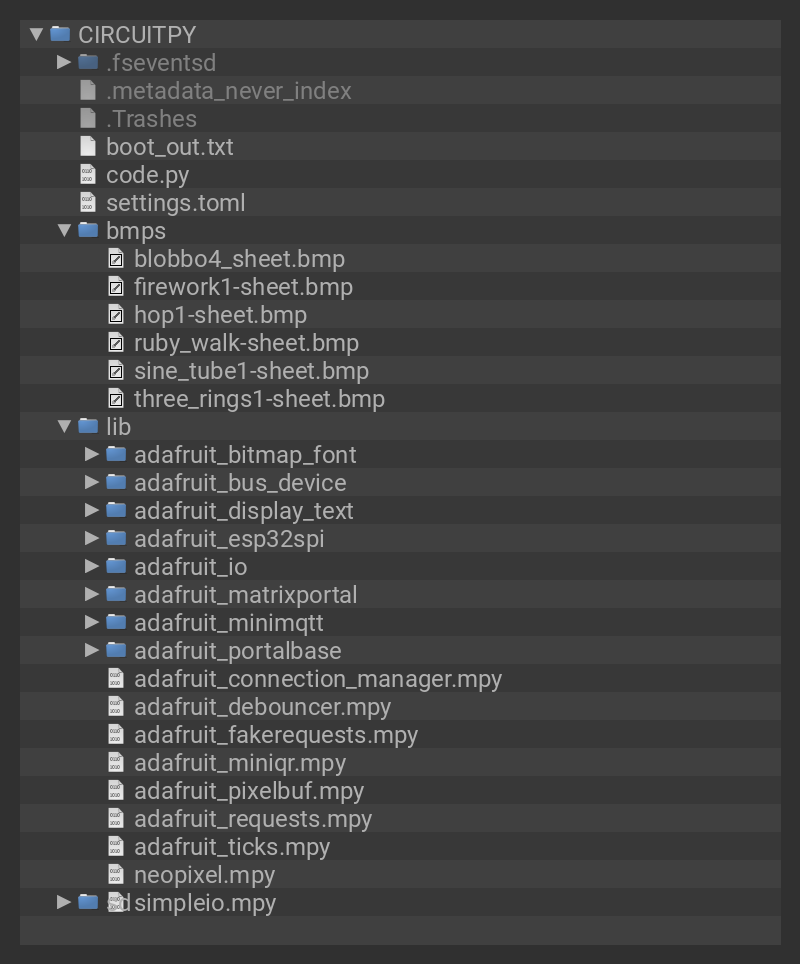 CIRCUITPY
.fseventsd
.metadata_never_index
.Trashes
boot_out.txt
code.py
settings.toml
bmps
blobbo4_sheet.bmp
firework1-sheet.bmp
hop1-sheet.bmp
ruby_walk-sheet.bmp
sine_tube1-sheet.bmp
three_rings1-sheet.bmp
lib
adafruit_bitmap_font
adafruit_bus_device
adafruit_display_text
adafruit_esp32spi
adafruit_io
adafruit_matrixportal
adafruit_minimqtt
adafruit_portalbase
adafruit_connection_manager.mpy
adafruit_debouncer.mpy
adafruit_fakerequests.mpy
adafruit_miniqr.mpy
adafruit_pixelbuf.mpy
adafruit_requests.mpy
adafruit_ticks.mpy
neopixel.mpy
sd simpleio.mpy